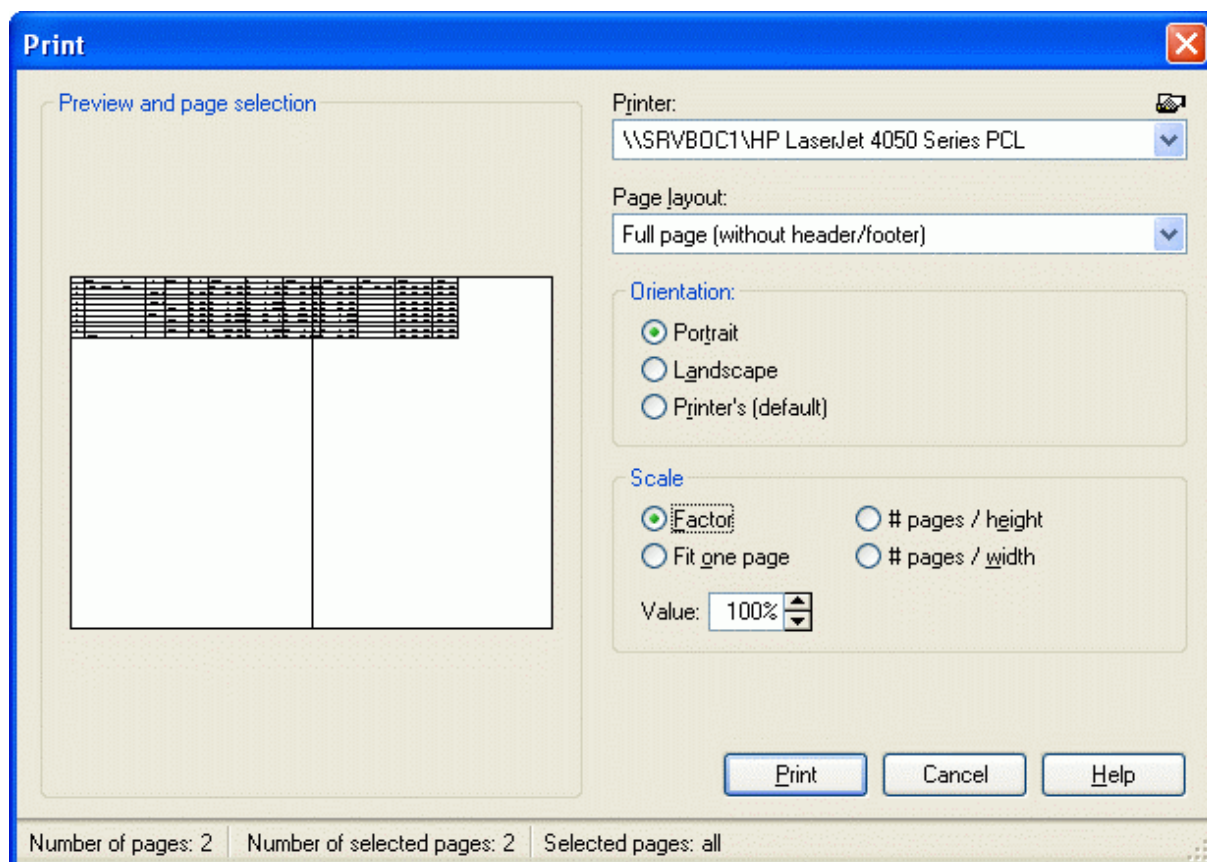 Print
Preview and page selection
Printer:
\\SRVBOC1\HP LaserJet 4050 Series PCL
Page layout:
Full page (without header/footer)
Orientation:
Portrait
Landscape
Printer's (default)
Scale
Factor
# pages / height
Fit one page
# pages / width
Value: 100%
Print Cancel Help
Number of pages: 2 Number of selected pages: 2 Selected pages: all